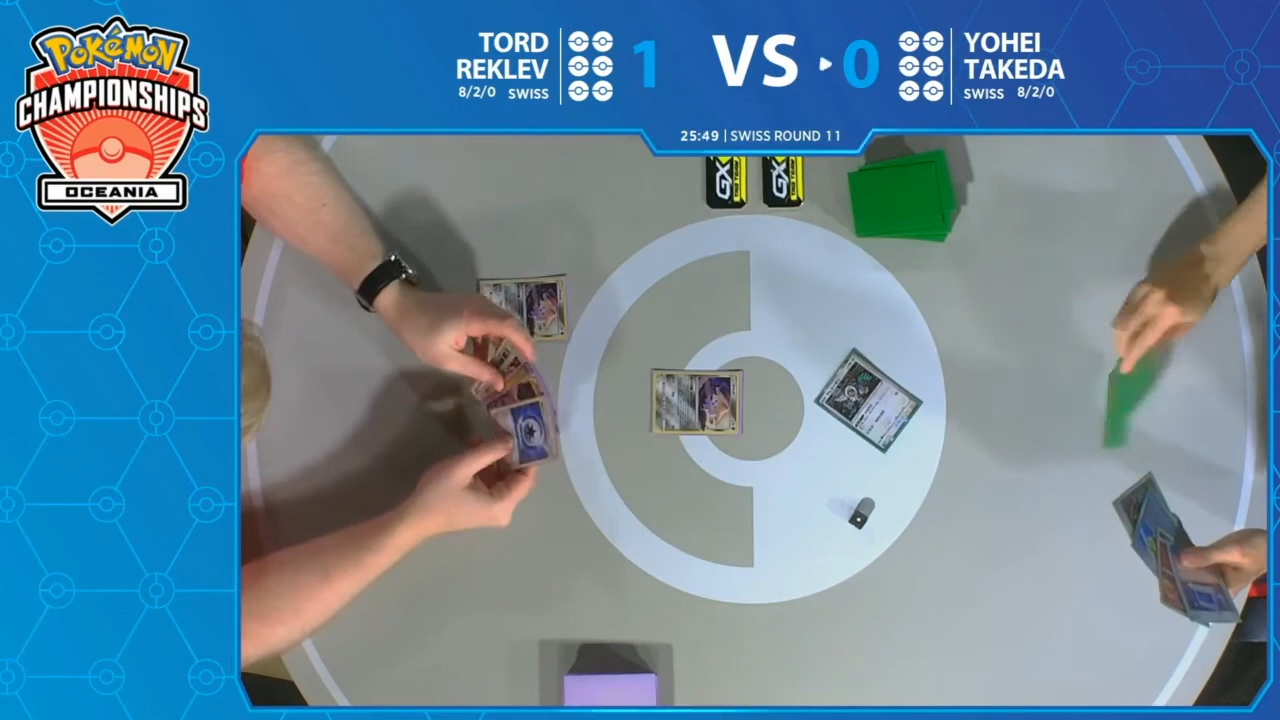 Pokémon
CHAMPIONSHIPS
OCEANIA
TORD
REKLEV
8/2/0 SWISS
1
VS
0
YOHEI
TAKEDA
SWISS 8/2/0
25:49 | SWISS ROUND 11
GX
GX